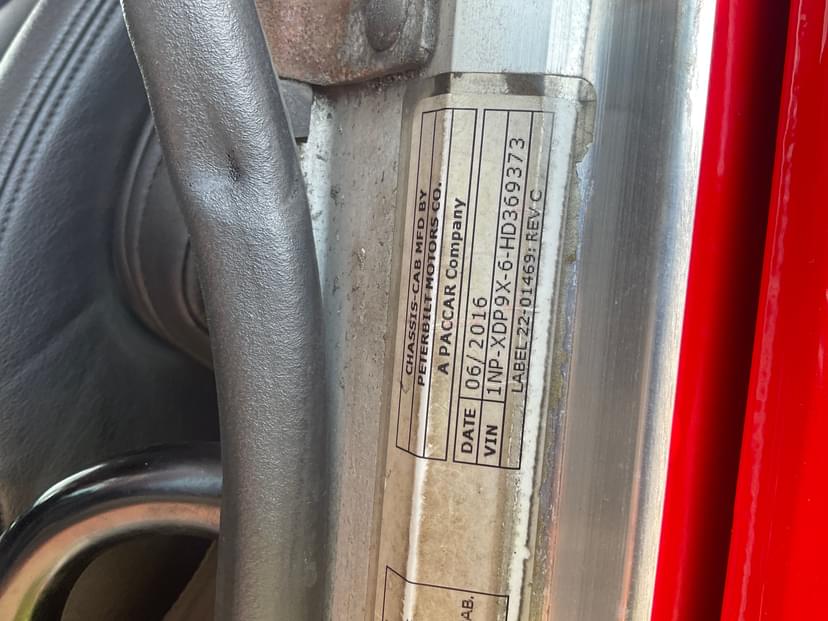 CHASSIS-CAB MFD BY
PETERBILT MOTORS CO.
A PACCAR Company
DATE 06/2016
VIN 1NP-XDP9X-6-HD369373
LABEL 22-01469: REV C
AB.